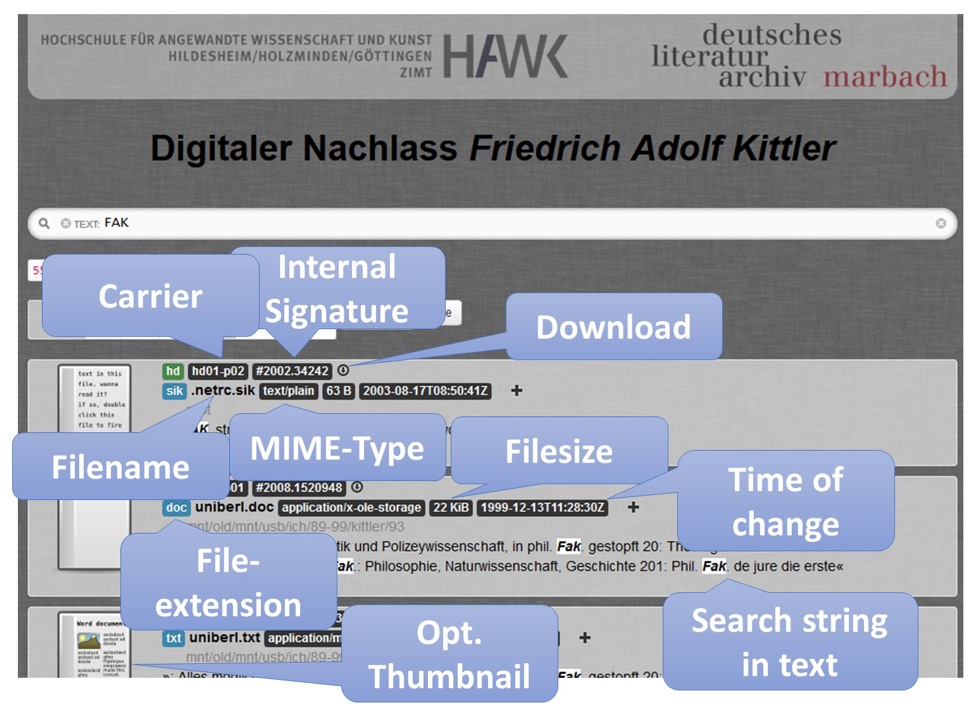 HOCHSCHULE FÜR ANGEWANDTE WISSENSCHAFT UND KUNST
HILDESHEIM/HOLZMINDEN/GÖTTINGEN
ZIMT
HAWK
deutsches
literatur
archiv marbach
Digitaler Nachlass Friedrich Adolf Kittler
TEXT: FAK
Carrier
Internal
Signature
Download
hd hd01-p02 #2002.34242
sik .netrc.sik text/plain 63 B 2003-08-17T08:50:41Z
text in this
file. wanna
read it?
if so, double
click this
file to fire
Filename
MIME-Type
Filesize
Time of
change
01 #2008.1520948
doc uniberl.doc application/x-ole-storage 22 KiB 1999-12-13T11:28:30Z
mnt/old/mnt/usb/ich/89-99/kittler/93
tik und Polizeywissenschaft, in phil. Fak. gestopft 20:
Fak.: Philosophie, Naturwissenschaft, Geschichte 201: Phil. Fak. de jure die erste«
File-
extension
Opt.
Thumbnail
Search string
in text
Word documen
txt uniberl.txt application/m
mnt/old/mnt/usb/ich/89-9
Fak. gestopft 20: